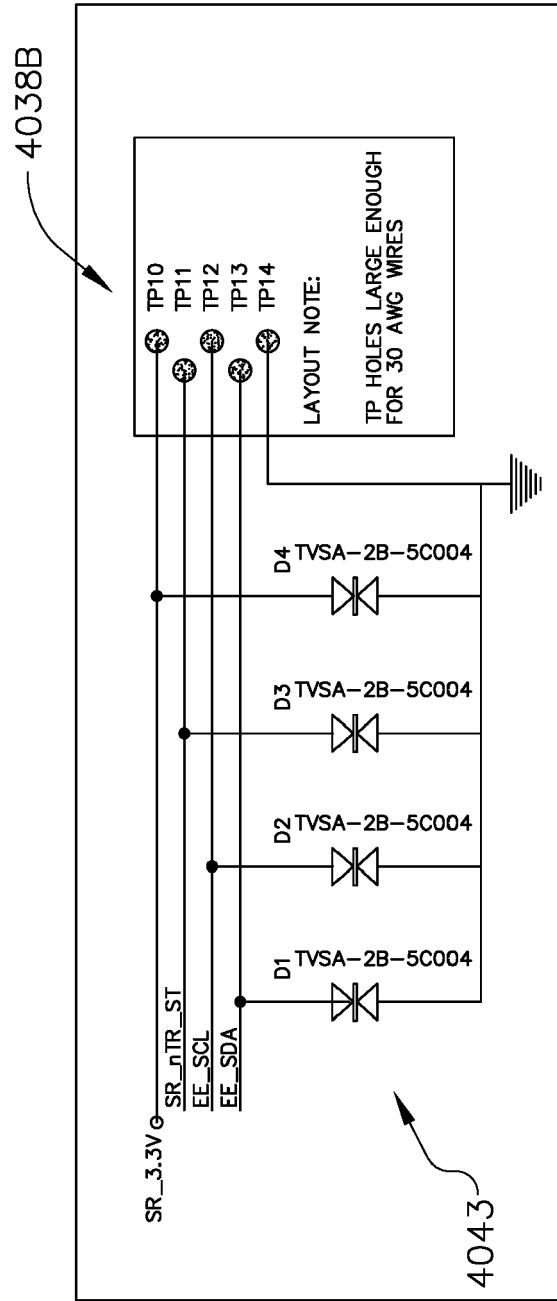 4038B
TP10
TP11
TP12
TP13
TP14
LAYOUT NOTE:
TP HOLES LARGE ENOUGH
FOR 30 AWG WIRES
SR_3.3V
SR_nTR_ST
EE_SCL
EE_SDA
D1 TVSA-2B-5C004
D2 TVSA-2B-5C004
D3 TVSA-2B-5C004
D4 TVSA-2B-5C004
4043